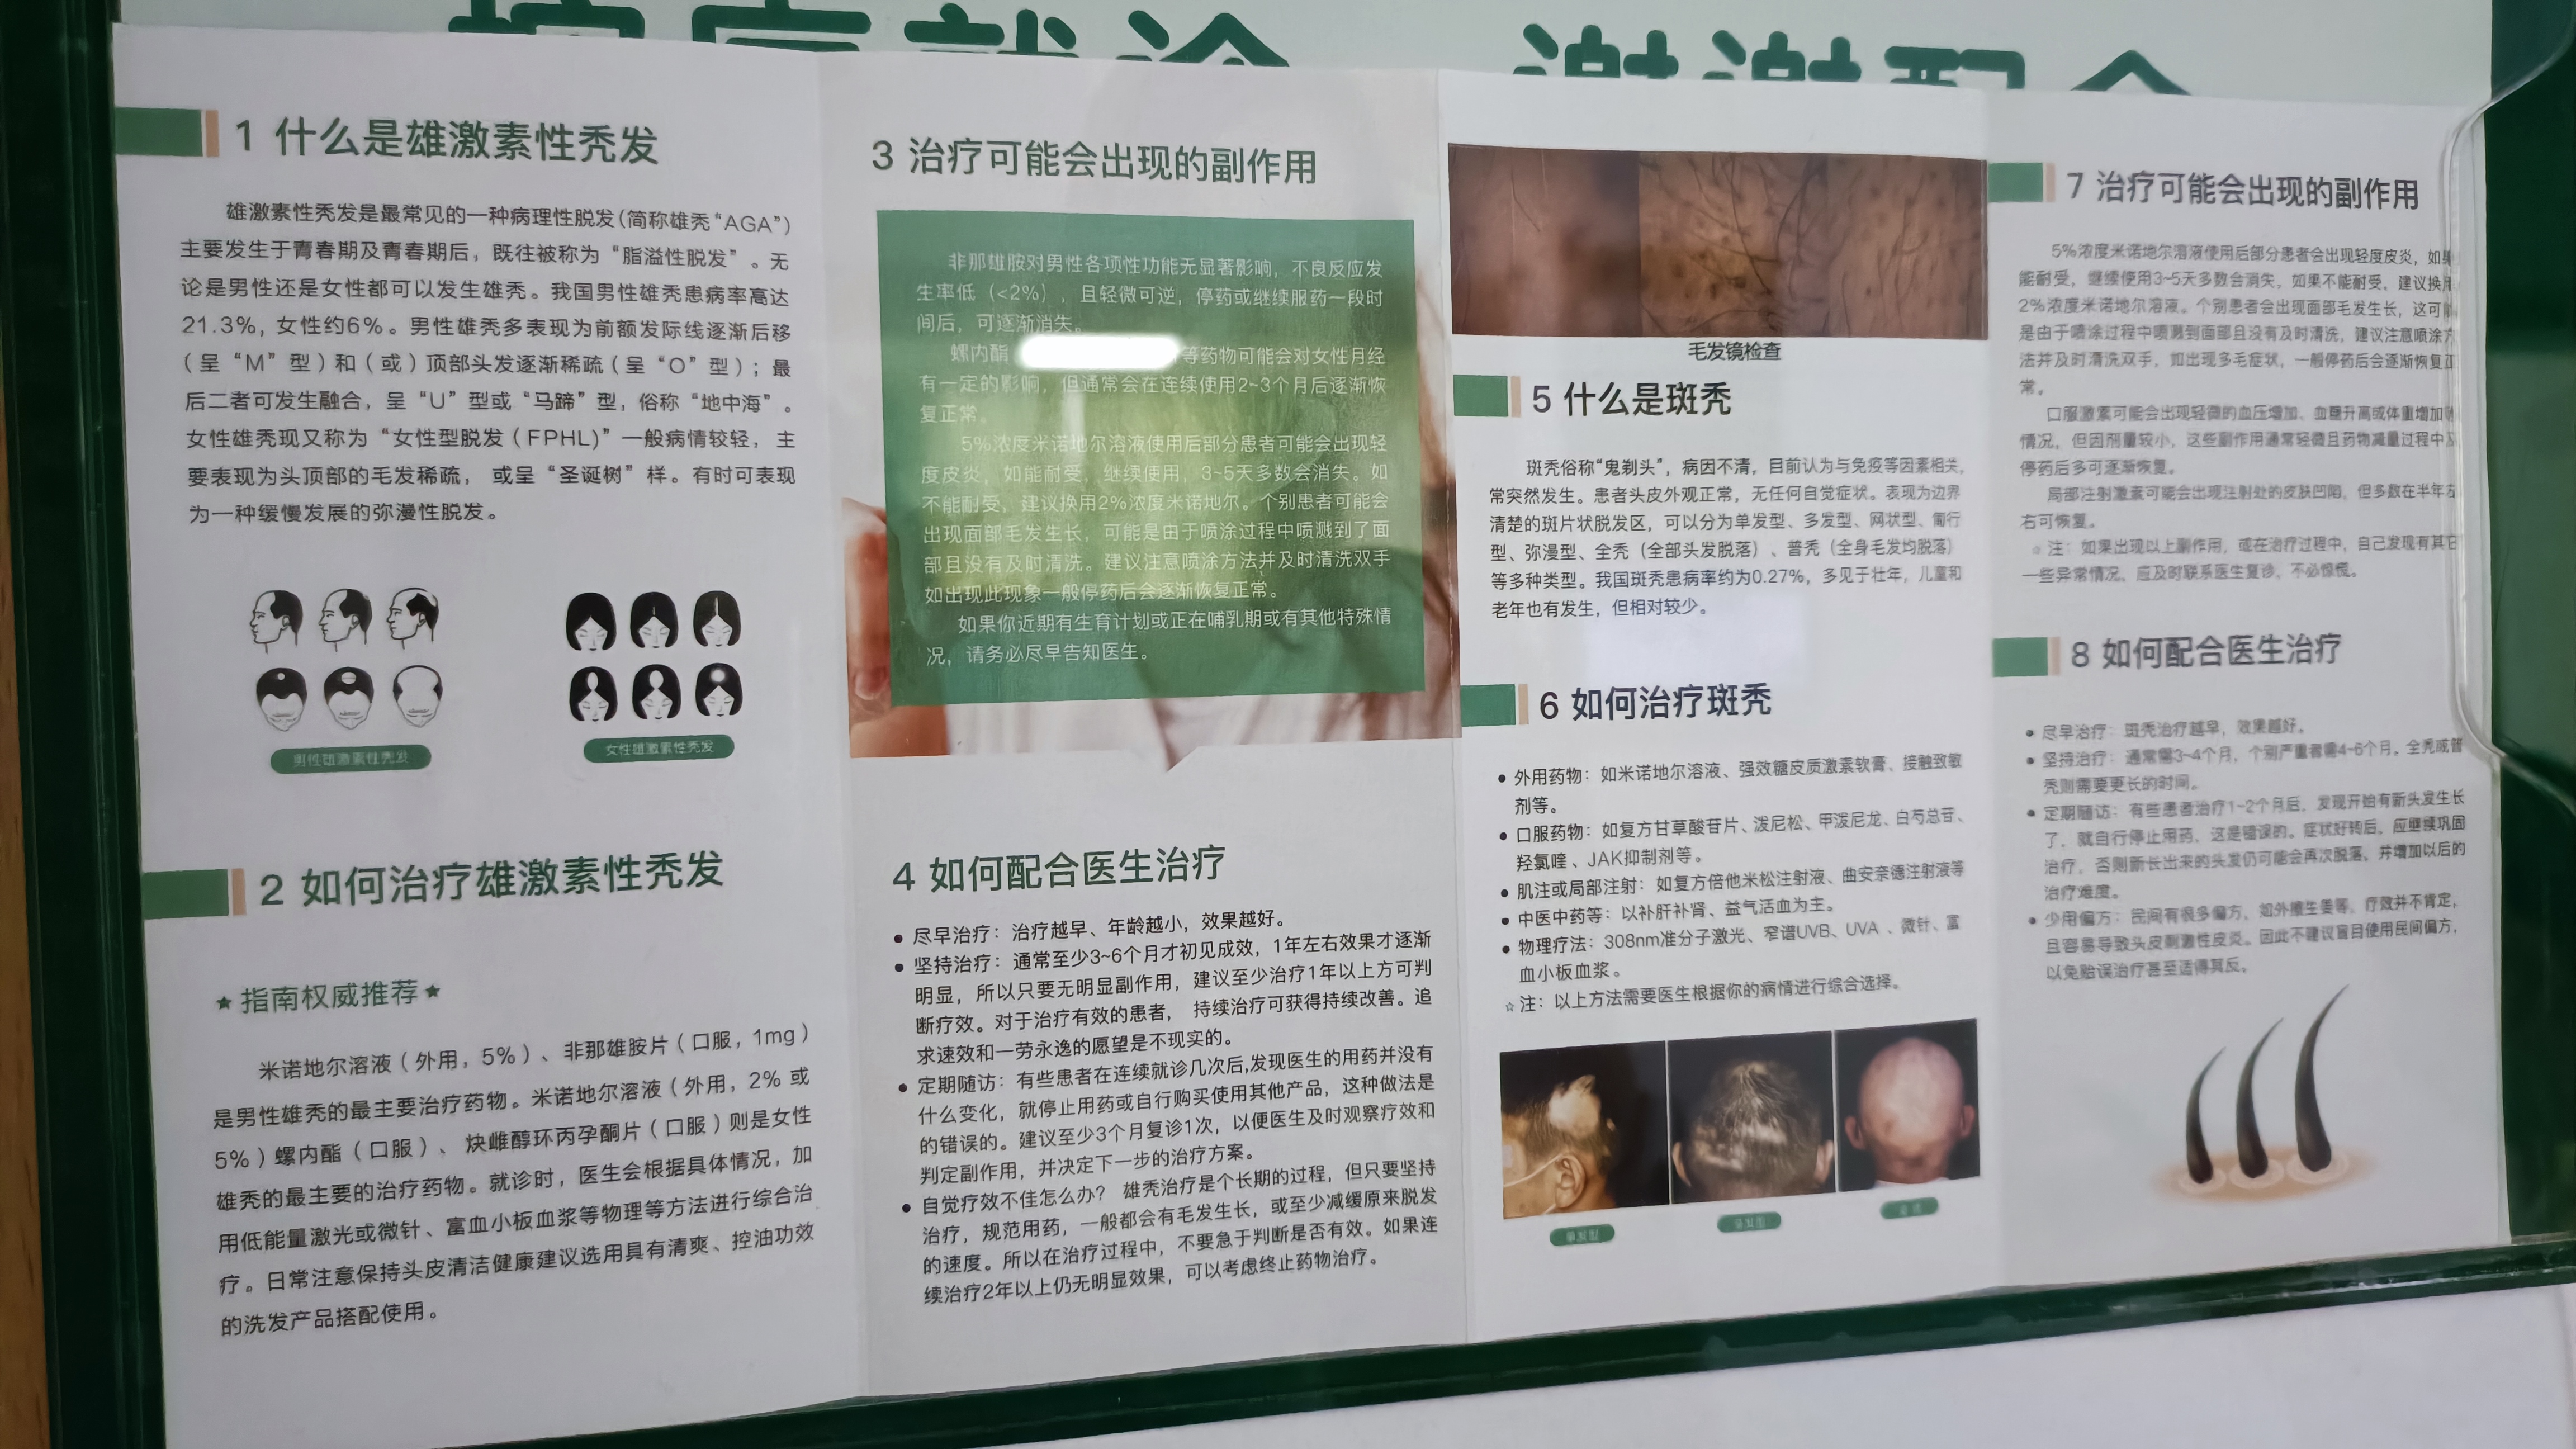 谢谢配合
1 什么是雄激素性秃发
雄激素性秃发是最常见的一种病理性脱发(简称雄秃“AGA”)
主要发生于青春期及青春期后，既往被称为“脂溢性脱发”。无
论是男性还是女性都可以发生雄秃。我国男性雄秃患病率高达
21.3%, 女性约6%。男性雄秃多表现为前额发际线逐渐后移
(呈“M”型)和(或)顶部头发逐渐稀疏(呈“O”型)；最
后二者可发生融合，呈“U”型或“马蹄”型，俗称“地中海”。
女性雄秃现又称为“女性型脱发(FPHL)”一般病情较轻，主
要表现为头顶部的毛发稀疏， 或呈“圣诞树”样。有时可表现
为一种缓慢发展的弥漫性脱发。
男性雄激素性秃发
女性雄激素性秃发
2 如何治疗雄激素性秃发
★指南权威推荐★
米诺地尔溶液(外用，5%)、非那雄胺片(口服，1mg)
是男性雄秃的最主要治疗药物。米诺地尔溶液(外用，2% 或
5%)螺内酯(口服)、 炔雌醇环丙孕酮片(口服)则是女性
雄秃的最主要的治疗药物。就诊时，医生会根据具体情况，加
用低能量激光或微针、富血小板血浆等物理等方法进行综合治
疗。日常注意保持头皮清洁健康建议选用具有清爽、控油功效
的洗发产品搭配使用。
3 治疗可能会出现的副作用
非那雄胺对男性各项性功能无显著影响，不良反应发
生率低（<2%），且轻微可逆，停药或继续服药一段时
间后，可逐渐消失。
螺内酯 等药物可能会对女性月经
有一定的影响，但通常会在连续使用2~3个月后逐渐恢
复正常。
5%浓度米诺地尔溶液使用后部分患者可能会出现轻
度皮炎，如能耐受，继续使用，3~5天多数会消失。如
不能耐受，建议换用2%浓度米诺地尔。个别患者可能会
出现面部毛发生长，可能是由于喷涂过程中喷溅到了面
部且没有及时清洗。建议注意喷涂方法并及时清洗双手
如出现此现象一般停药后会逐渐恢复正常。
如果你近期有生育计划或正在哺乳期或有其他特殊情
况，请务必尽早告知医生。
4 如何配合医生治疗
● 尽早治疗：治疗越早、年龄越小，效果越好。
● 坚持治疗：通常至少3~6个月才初见成效，1年左右效果才逐渐
明显，所以只要无明显副作用，建议至少治疗1年以上方可判
断疗效。对于治疗有效的患者， 持续治疗可获得持续改善。追
求速效和一劳永逸的愿望是不现实的。
● 定期随访：有些患者在连续就诊几次后,发现医生的用药并没有
什么变化，就停止用药或自行购买使用其他产品，这种做法是
的错误的。建议至少3个月复诊1次，以便医生及时观察疗效和
判定副作用，并决定下一步的治疗方案。
● 自觉疗效不佳怎么办？ 雄秃治疗是个长期的过程，但只要坚持
治疗，规范用药，一般都会有毛发生长，或至少减缓原来脱发
的速度。所以在治疗过程中，不要急于判断是否有效。如果连
续治疗2年以上仍无明显效果，可以考虑终止药物治疗。
毛发镜检查
5 什么是斑秃
斑秃俗称“鬼剃头”，病因不清，目前认为与免疫等因素相关，
常突然发生。患者头皮外观正常，无任何自觉症状。表现为边界
清楚的斑片状脱发区，可以分为单发型、多发型、网状型、匍行
型、弥漫型、全秃（全部头发脱落）、普秃（全身毛发均脱落）
等多种类型。我国斑秃患病率约为0.27%，多见于壮年，儿童和
老年也有发生，但相对较少。
6 如何治疗斑秃
● 外用药物：如米诺地尔溶液、强效糖皮质激素软膏、接触致敏
剂等。
● 口服药物：如复方甘草酸苷片、泼尼松、甲泼尼龙、白芍总苷、
羟氯喹、JAK抑制剂等。
● 肌注或局部注射：如复方倍他米松注射液、曲安奈德注射液等
● 中医中药等：以补肝补肾、益气活血为主。
● 物理疗法：308nm准分子激光、窄谱UVB、UVA 、微针、富
血小板血浆。
☆注：以上方法需要医生根据你的病情进行综合选择。
单发型
7 治疗可能会出现的副作用
5%浓度米诺地尔溶液使用后部分患者会出现轻度皮炎，如果
能耐受，继续使用3~5天多数会消失，如果不能耐受，建议换用
2%浓度米诺地尔溶液。个别患者会出现面部毛发生长，这可能
是由于喷涂过程中喷溅到面部且没有及时清洗，建议注意喷涂方
法并及时清洗双手，如出现多毛症状，一般停药后会逐渐恢复正
常。
口服激素可能会出现轻微的血压增加、血糖升高或体重增加
情况，但因剂量较小，这些副作用通常轻微且药物减量过程中及
停药后多可逐渐恢复。
局部注射激素可能会出现注射处的皮肤凹陷，但多数在半年左
右可恢复。
☆注：如果出现以上副作用，或在治疗过程中，自己发现有其它
一些异常情况，应及时联系医生复诊，不必惊慌。
8 如何配合医生治疗
● 尽早治疗：斑秃治疗越早，效果越好。
● 坚持治疗：通常需3~4个月，个别严重者需4~6个月，全秃或普
秃则需要更长的时间。
● 定期随访：有些患者治疗1~2个月后，发现开始有新头发生长
了，就自行停止用药，这是错误的。症状好转后，应继续巩固
治疗，否则新长出来的头发仍可能会再次脱落，并增加以后的
治疗难度。
● 少用偏方：民间有很多偏方，如外擦生姜等，疗效并不肯定，
且容易导致头皮刺激性皮炎。因此不建议盲目使用民间偏方，
以免贻误治疗甚至适得其反。